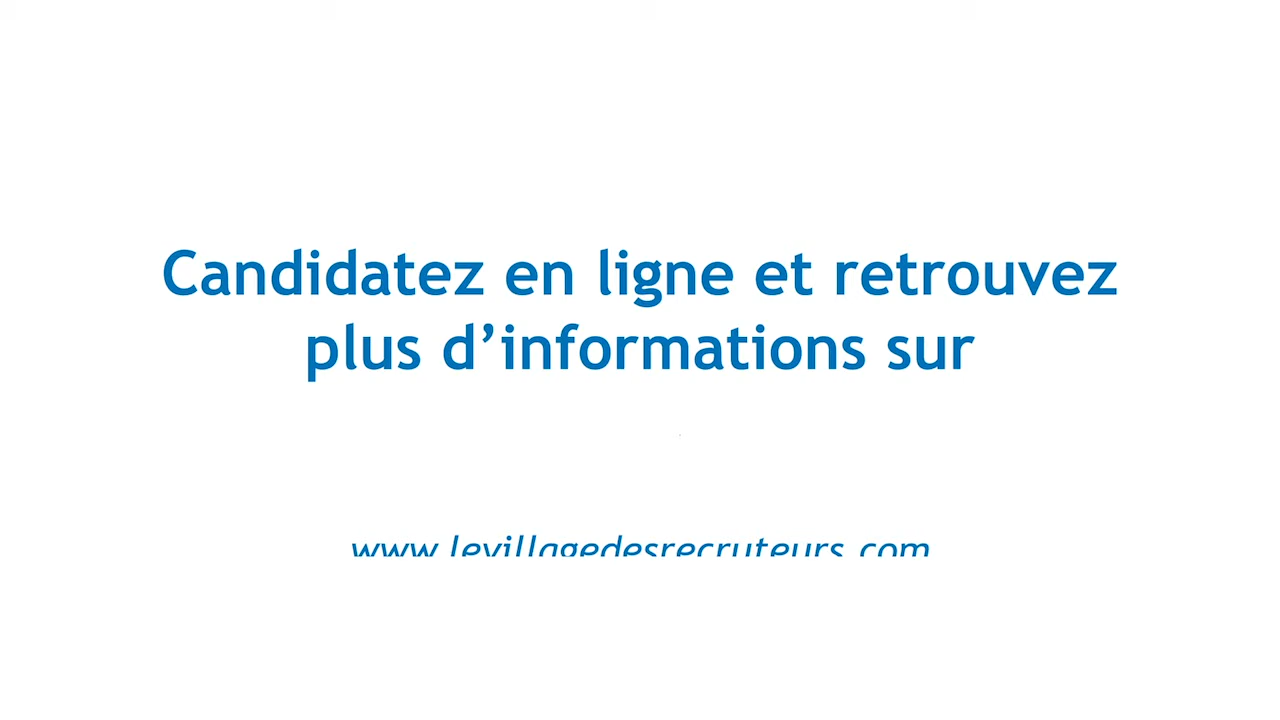 Candidatez en ligne et retrouvez
plus d’informations sur
www.levillagedesrecruteurs.com